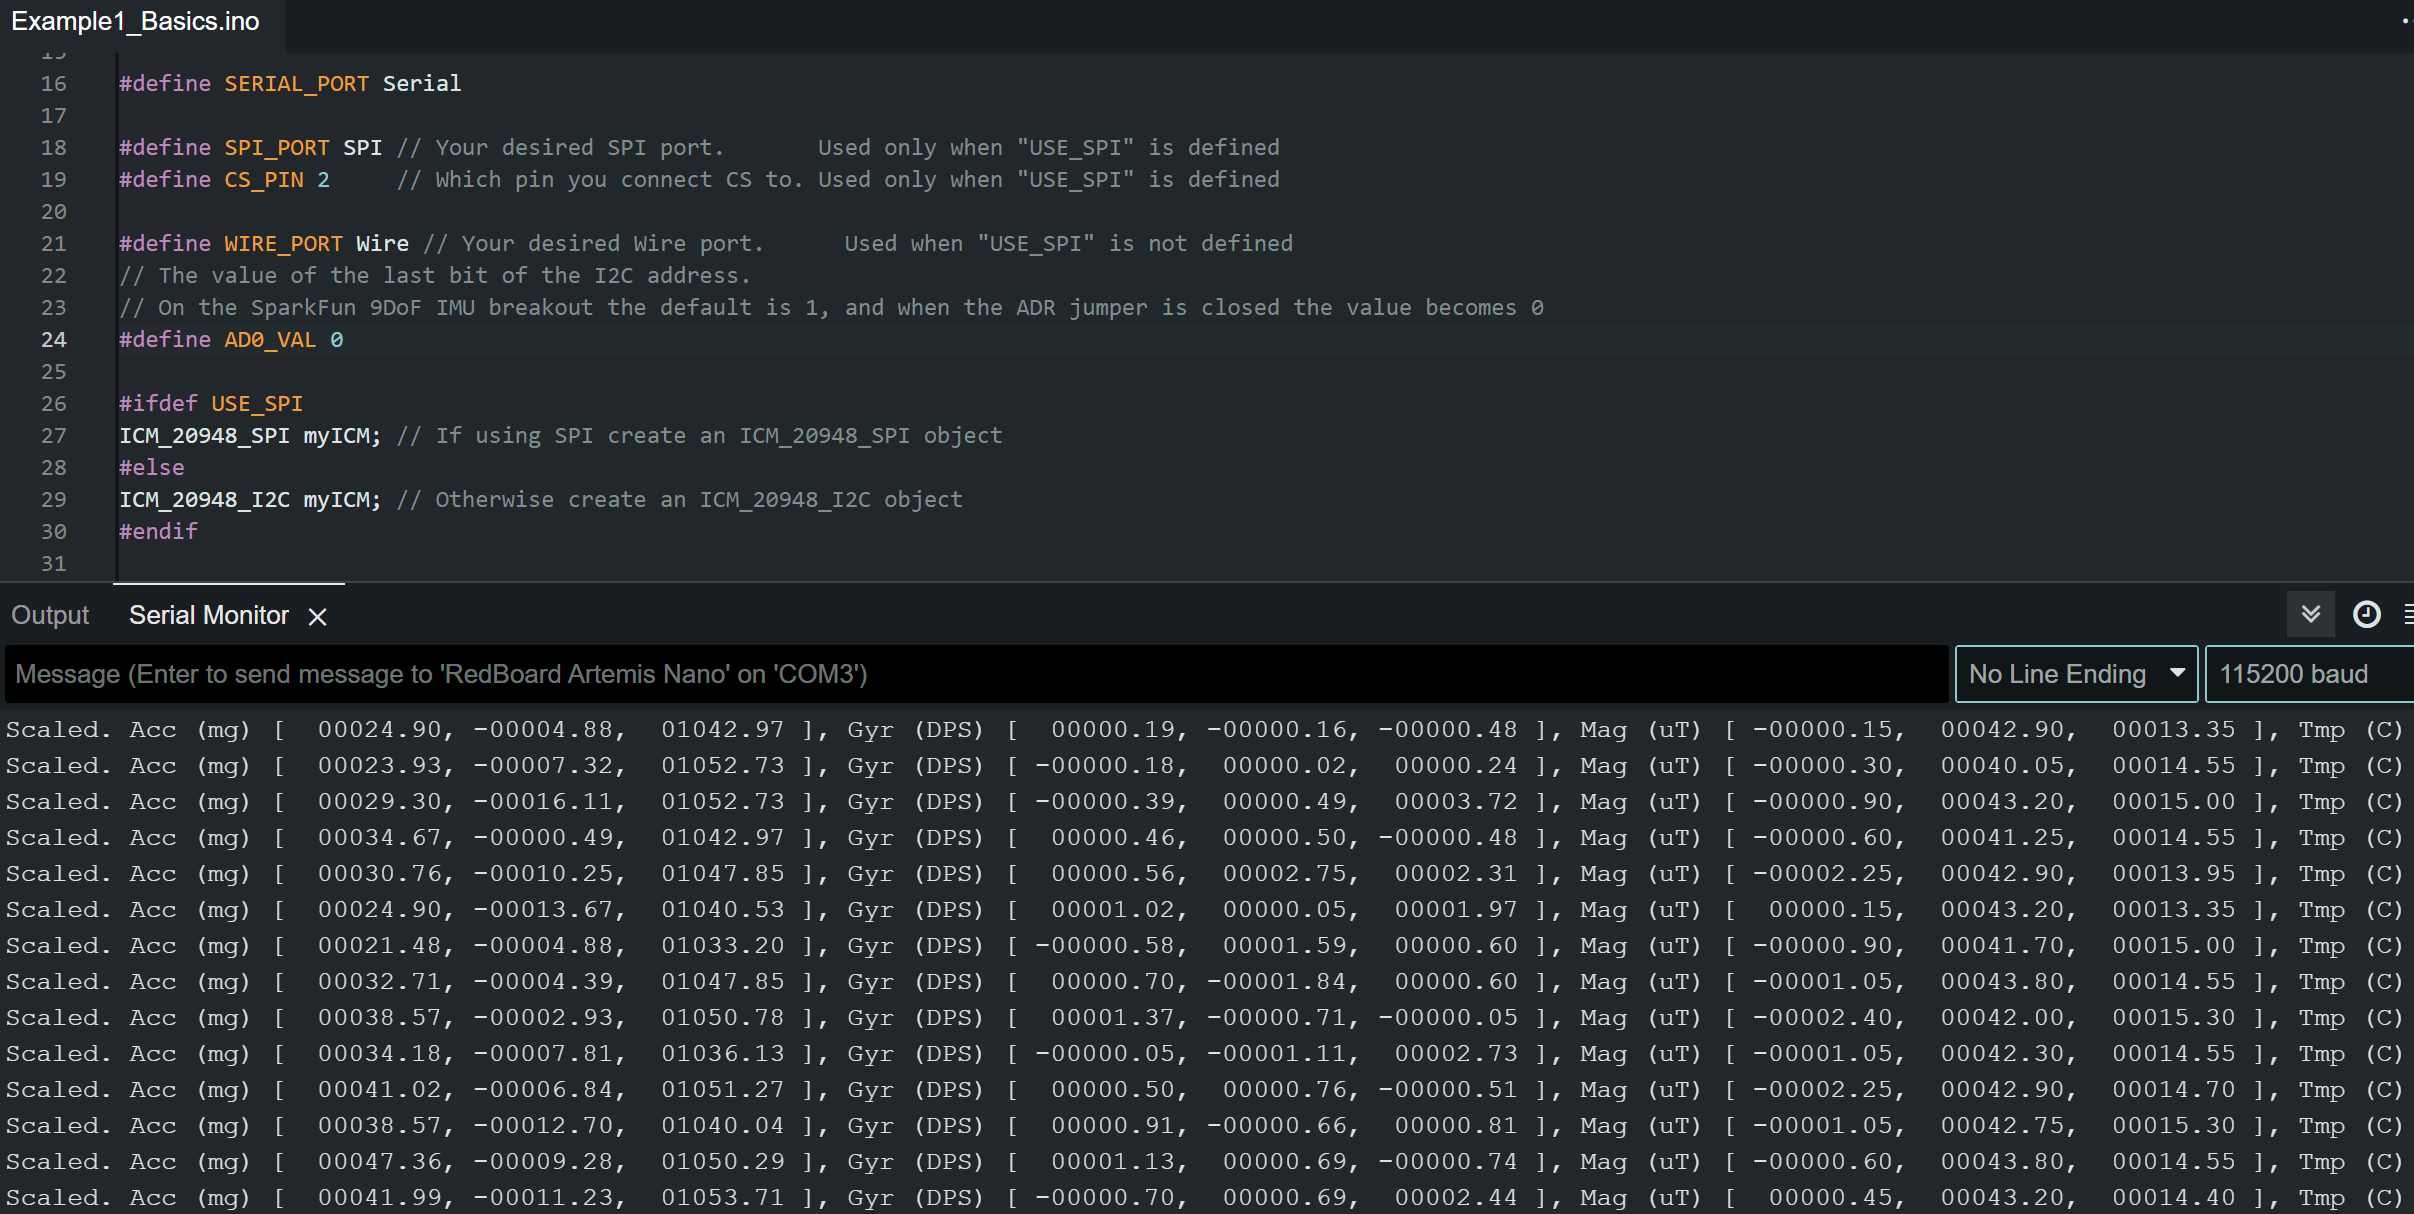 Example1_Basics.ino
15
16 #define SERIAL_PORT Serial
17
18 #define SPI_PORT SPI // Your desired SPI port.       Used only when "USE_SPI" is defined
19 #define CS_PIN 2     // Which pin you connect CS to. Used only when "USE_SPI" is defined
20
21 #define WIRE_PORT Wire // Your desired Wire port.      Used when "USE_SPI" is not defined
22 // The value of the last bit of the I2C address.
23 // On the SparkFun 9DoF IMU breakout the default is 1, and when the ADR jumper is closed the value becomes 0
24 #define AD0_VAL 0
25
26 #ifdef USE_SPI
27 ICM_20948_SPI myICM; // If using SPI create an ICM_20948_SPI object
28 #else
29 ICM_20948_I2C myICM; // Otherwise create an ICM_20948_I2C object
30 #endif
31
Output Serial Monitor
Message (Enter to send message to 'RedBoard Artemis Nano' on 'COM3') No Line Ending 115200 baud
Scaled. Acc (mg) [  00024.90, -00004.88,  01042.97 ], Gyr (DPS) [  00000.19, -00000.16, -00000.48 ], Mag (uT) [ -00000.15,  00042.90,  00013.35 ], Tmp (C)
Scaled. Acc (mg) [  00023.93, -00007.32,  01052.73 ], Gyr (DPS) [ -00000.18,  00000.02,  00000.24 ], Mag (uT) [ -00000.30,  00040.05,  00014.55 ], Tmp (C)
Scaled. Acc (mg) [  00029.30, -00016.11,  01052.73 ], Gyr (DPS) [ -00000.39,  00000.49,  00003.72 ], Mag (uT) [ -00000.90,  00043.20,  00015.00 ], Tmp (C)
Scaled. Acc (mg) [  00034.67, -00000.49,  01042.97 ], Gyr (DPS) [  00000.46,  00000.50, -00000.48 ], Mag (uT) [ -00000.60,  00041.25,  00014.55 ], Tmp (C)
Scaled. Acc (mg) [  00030.76, -00010.25,  01047.85 ], Gyr (DPS) [  00000.56,  00002.75,  00002.31 ], Mag (uT) [ -00002.25,  00042.90,  00013.95 ], Tmp (C)
Scaled. Acc (mg) [  00024.90, -00013.67,  01040.53 ], Gyr (DPS) [  00001.02,  00000.05,  00001.97 ], Mag (uT) [  00000.15,  00043.20,  00013.35 ], Tmp (C)
Scaled. Acc (mg) [  00021.48, -00004.88,  01033.20 ], Gyr (DPS) [ -00000.58,  00001.59,  00000.60 ], Mag (uT) [ -00000.90,  00041.70,  00015.00 ], Tmp (C)
Scaled. Acc (mg) [  00032.71, -00004.39,  01047.85 ], Gyr (DPS) [  00000.70, -00001.84,  00000.60 ], Mag (uT) [ -00001.05,  00043.80,  00014.55 ], Tmp (C)
Scaled. Acc (mg) [  00038.57, -00002.93,  01050.78 ], Gyr (DPS) [  00001.37, -00000.71, -00000.05 ], Mag (uT) [ -00002.40,  00042.00,  00015.30 ], Tmp (C)
Scaled. Acc (mg) [  00034.18, -00007.81,  01036.13 ], Gyr (DPS) [ -00000.05, -00001.11,  00002.73 ], Mag (uT) [ -00001.05,  00042.30,  00014.55 ], Tmp (C)
Scaled. Acc (mg) [  00041.02, -00006.84,  01051.27 ], Gyr (DPS) [  00000.50,  00000.76, -00000.51 ], Mag (uT) [ -00002.25,  00042.90,  00014.70 ], Tmp (C)
Scaled. Acc (mg) [  00038.57, -00012.70,  01040.04 ], Gyr (DPS) [  00000.91, -00000.66,  00000.81 ], Mag (uT) [ -00001.05,  00042.75,  00015.30 ], Tmp (C)
Scaled. Acc (mg) [  00047.36, -00009.28,  01050.29 ], Gyr (DPS) [  00001.13,  00000.69, -00000.74 ], Mag (uT) [ -00000.60,  00043.80,  00014.55 ], Tmp (C)
Scaled. Acc (mg) [  00041.99, -00011.23,  01053.71 ], Gyr (DPS) [ -00000.70,  00000.69,  00002.44 ], Mag (uT) [  00000.45,  00043.20,  00014.40 ], Tmp (C)